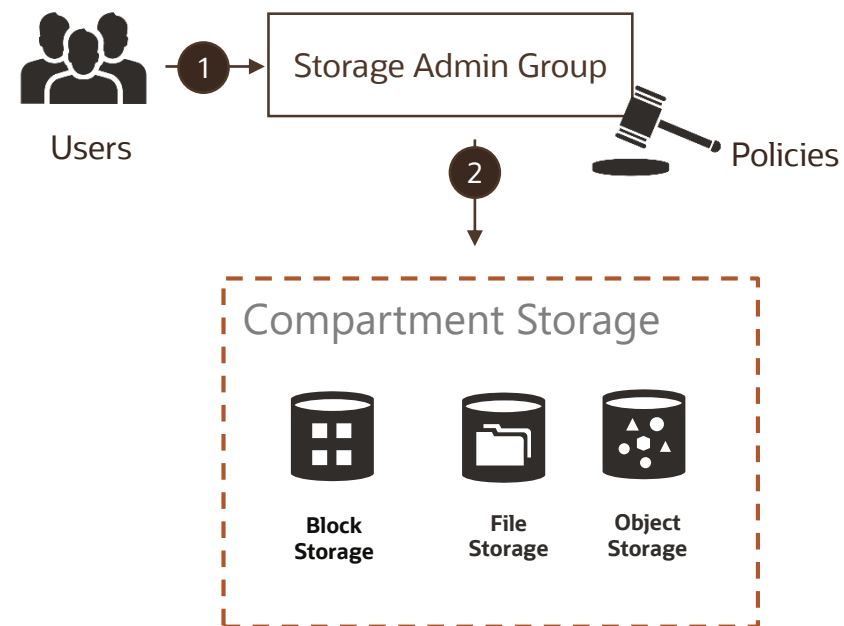 1
Storage Admin Group
Users
2
Policies
Compartment Storage
Block
Storage
File
Storage
Object
Storage